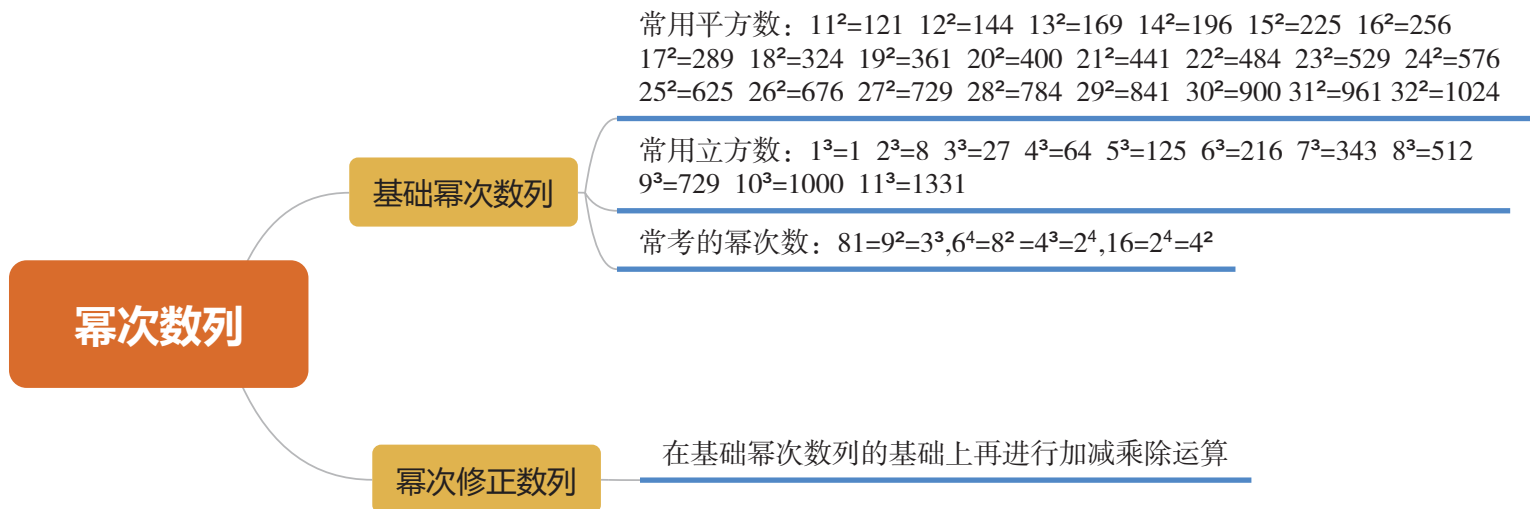 常用平方数：11²=121 12²=144 13²=169 14²=196 15²=225 16²=256
17²=289 18²=324 19²=361 20²=400 21²=441 22²=484 23²=529 24²=576
25²=625 26²=676 27²=729 28²=784 29²=841 30²=900 31²=961 32²=1024
常用立方数：1³=1 2³=8 3³=27 4³=64 5³=125 6³=216 7³=343 8³=512
9³=729 10³=1000 11³=1331
基础幂次数列
常考的幂次数：81=9²=3³,6⁴=8² =4³=2⁴,16=2⁴=4²
幂次数列
在基础幂次数列的基础上再进行加减乘除运算
幂次修正数列